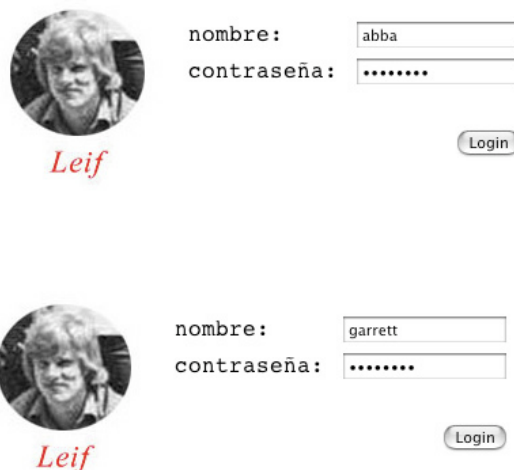 nombre: abba
contraseña: ••••••••
Login
Leif
nombre: garrett
contraseña: ••••••••
Login
Leif